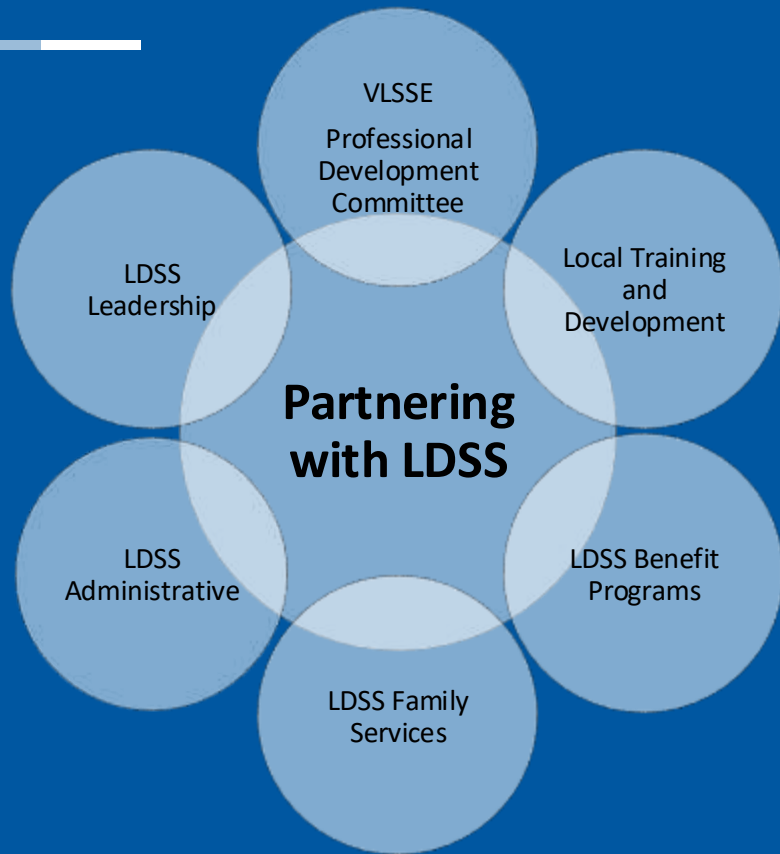 VLSSE
Professional
Development
Committee
Local Training
and
Development
LDSS
Leadership
Partnering
with LDSS
LDSS
Administrative
LDSS Benefit
Programs
LDSS Family
Services